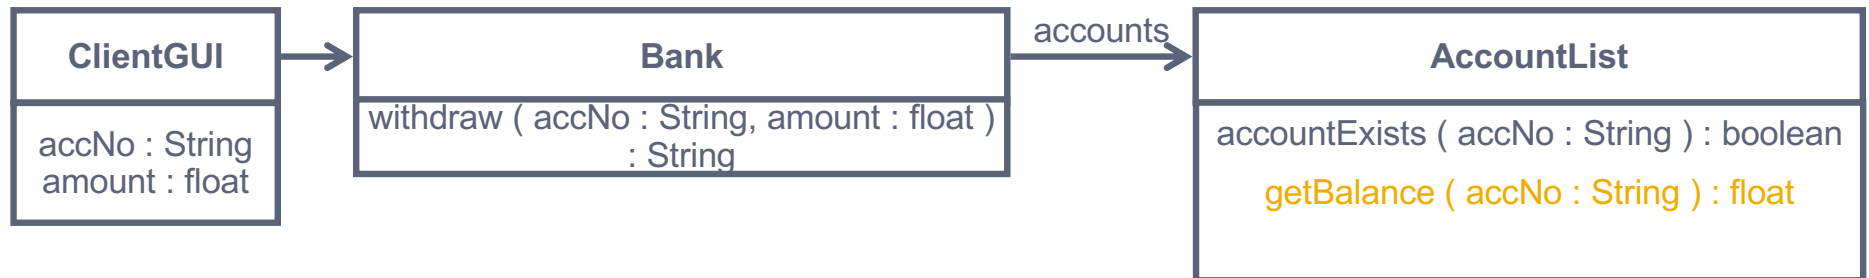 ClientGUI
accNo : String
amount : float
Bank
withdraw ( accNo : String, amount : float )
: String
accounts
AccountList
accountExists ( accNo : String ) : boolean
getBalance ( accNo : String ) : float